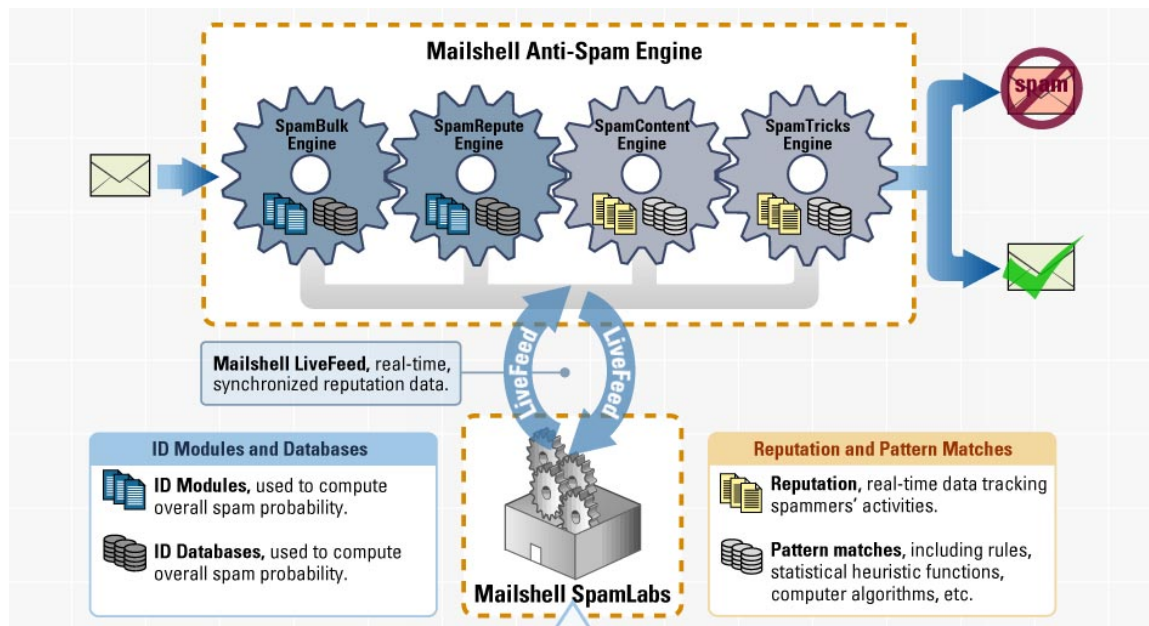 Mailshell Anti-Spam Engine
SpamBulk
Engine
SpamRepute
Engine
SpamContent
Engine
SpamTricks
Engine
spam
LiveFeed
LiveFeed
Mailshell LiveFeed, real-time,
synchronized reputation data.
ID Modules and Databases
ID Modules, used to compute
overall spam probability.
ID Databases, used to compute
overall spam probability.
Mailshell SpamLabs
Reputation and Pattern Matches
Reputation, real-time data tracking
spammers’ activities.
Pattern matches, including rules,
statistical heuristic functions,
computer algorithms, etc.